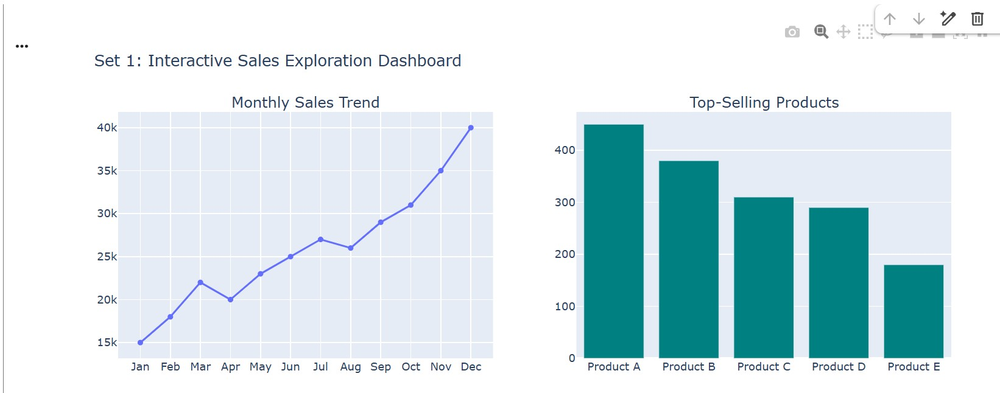 Set 1: Interactive Sales Exploration Dashboard
Monthly Sales Trend
40k
35k
30k
25k
20k
15k
Jan Feb Mar Apr May Jun Jul Aug Sep Oct Nov Dec
Top-Selling Products
400
300
200
100
0
Product A Product B Product C Product D Product E